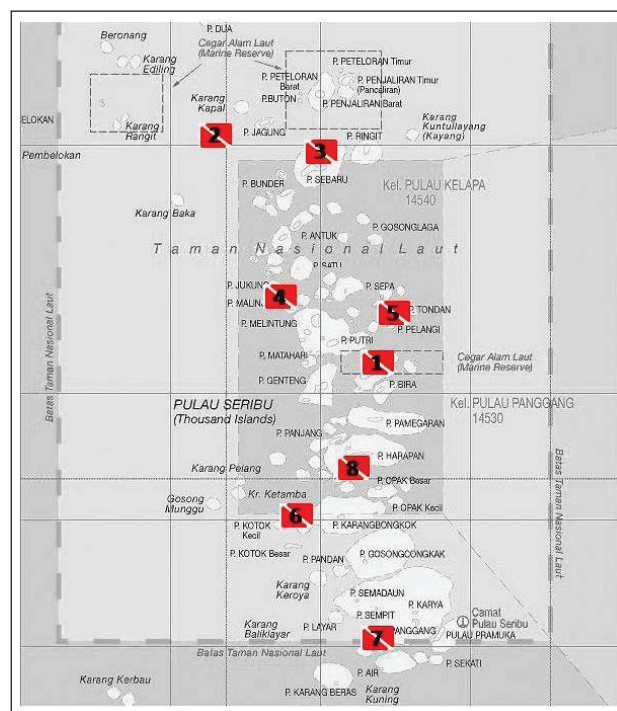 P. DUA
Beronang
Karang
Ediling
Cegar Alam Laut
(Marine Reserve)
P. PETELORAN Timur
P. PETELORAN
Barat
P. PENJALIRAN Timur
(Pancaliran)
P.BUTON
P. PENJALIRAN Barat
Karang
Kapal
ELOKAN
Karang
Rangit
2
P. JAGUNG
P. RINGIT
Karang
Kuntullayang
(Kayang)
3
Pembelokan
P. SEBARU
P. BUNDER
Kel. PULAU KELAPA
14540
Karang Baka
P. GOSONGLAGA
P. ANTUK
Taman Nasional Laut
P. JUKUNG
P. SEPA
4
5
P. TONDAN
P. MELINTUNG
P. PELANGI
P. PUTRI
P. MATAHARI
1
Cegar Alam Laut
(Marine Reserve)
P. GENTENG
P. BIRA
Batas Taman Nasional Laut
PULAU SERIBU
(Thousand Islands)
Kel. PULAU PANGGANG
14530
P. PAMEGARAN
P. PANJANG
P. HARAPAN
Karang Pelang
8
P. OPAK Besar
Batas Taman Nasional Laut
Gosong
Munggu
Kr. Ketamba
P. OPAK Kecil
6
P. KOTOK
Kecil
P. KARANGBONGKOK
P. KOTOK Besar
P. PANDAN
P. GOSONGCONGKAK
Karang
Keroya
P. SEMADAUN
P. KARYA
P. SEMPIT
Camat
Pulau Seribu
Karang
Baliklayar
P. LAYAR
7
PANGGANG
PULAU PRAMUKA
Batas Taman Nasional Laut
P. SEKATI
P. AIR
Karang Kerbau
P. KARANG BERAS
Karang
Kuning